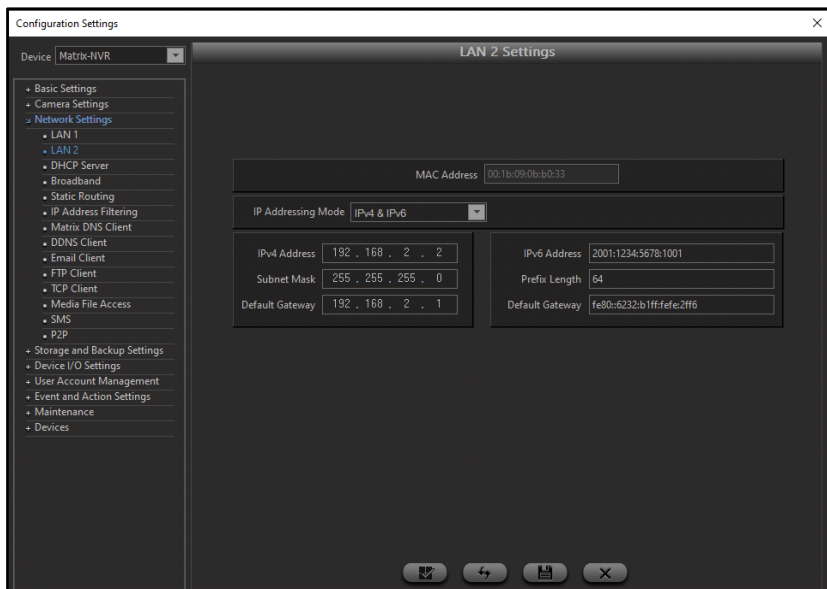 Configuration Settings
Device Matrix-NVR
LAN 2 Settings
+ Basic Settings
+ Camera Settings
Network Settings
LAN 1
LAN 2
DHCP Server
Broadband
Static Routing
IP Address Filtering
Matrix DNS Client
DDNS Client
Email Client
FTP Client
TCP Client
Media File Access
SMS
P2P
+ Storage and Backup Settings
+ Device I/O Settings
+ User Account Management
+ Event and Action Settings
+ Maintenance
+ Devices
MAC Address 00:1b:09:0b:b0:33
IP Addressing Mode IPv4 & IPv6
IPv4 Address 192 . 168 . 2 . 2
Subnet Mask 255 . 255 . 255 . 0
Default Gateway 192 . 168 . 2 . 1
IPv6 Address 2001:1234:5678:1001
Prefix Length 64
Default Gateway fe80::6232:b1ff:fefe:2ff6